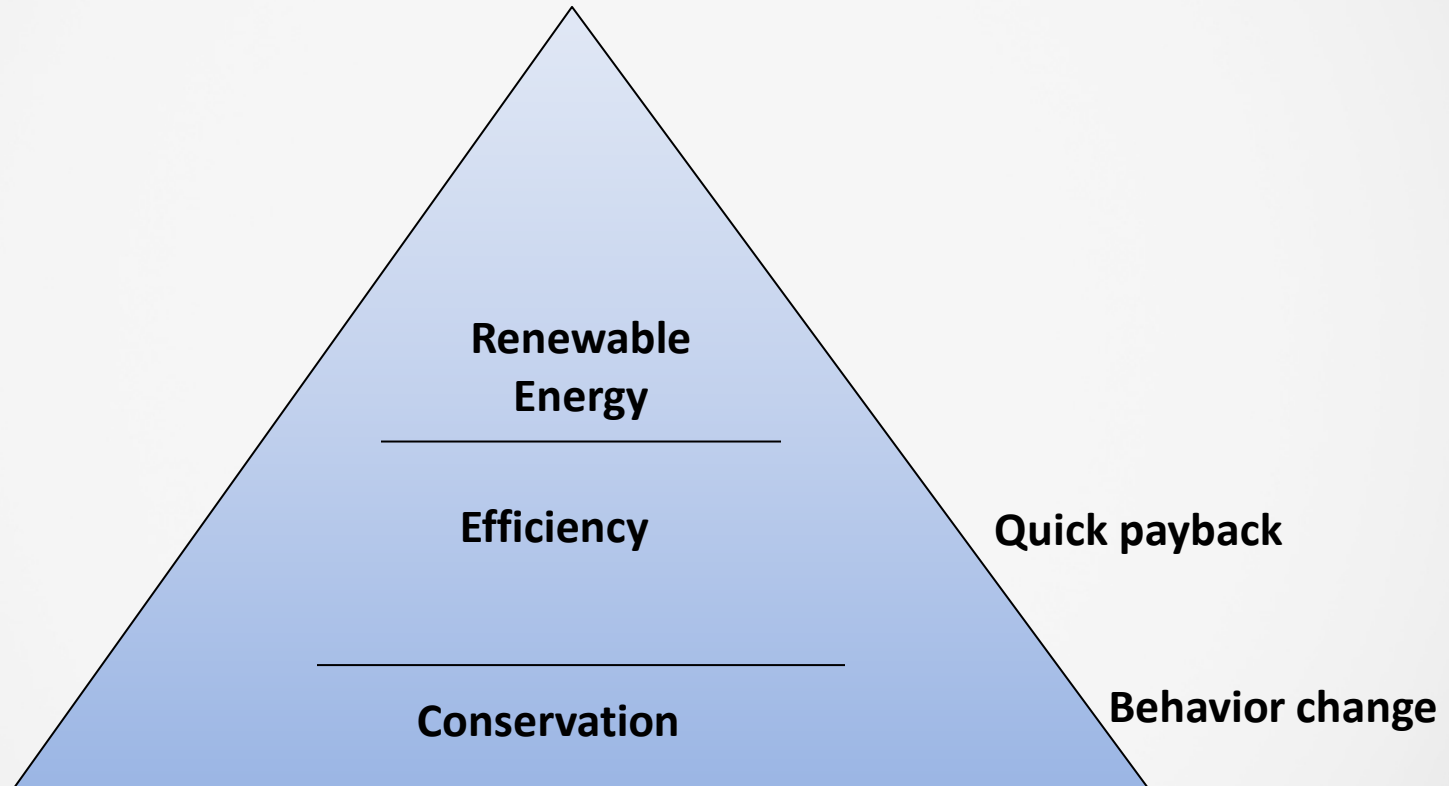 Renewable
Energy
Efficiency
Quick payback
Conservation
Behavior change